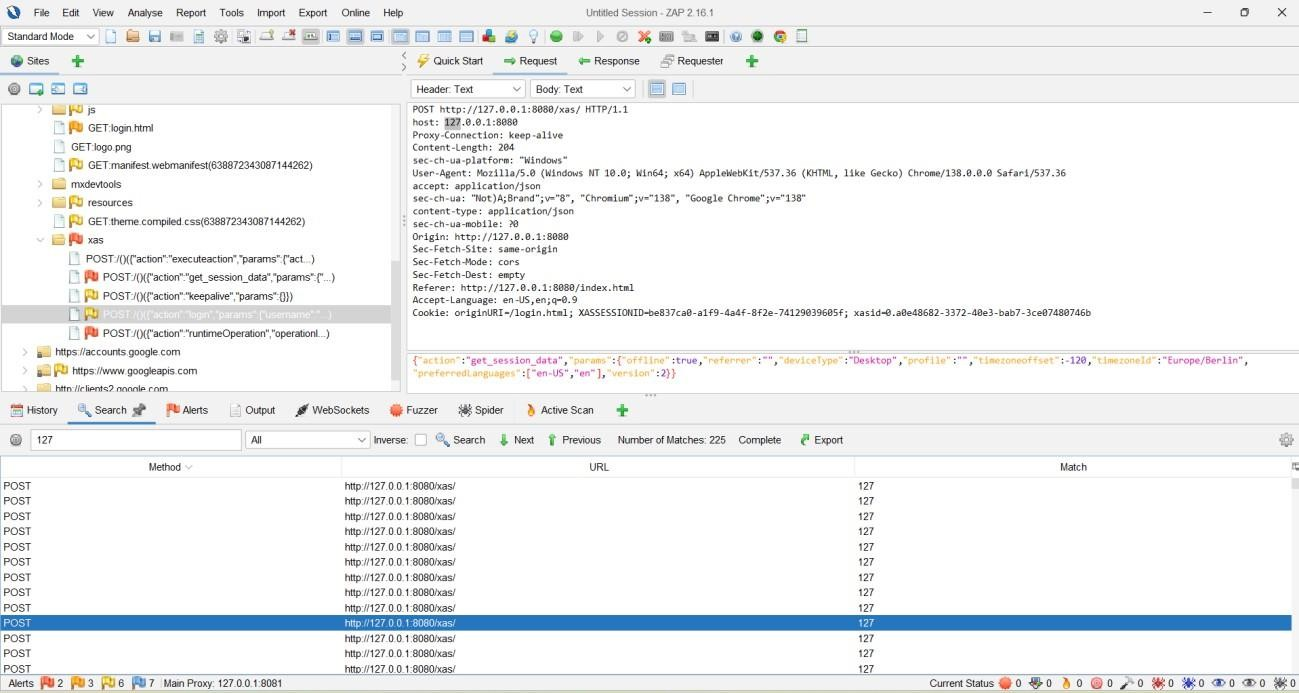 File Edit View Analyse Report Tools Import Export Online Help
Untitled Session - ZAP 2.16.1
Standard Mode
Sites
Quick Start Request Response Requester
Header: Text Body: Text
js
GET:login.html
GET:logo.png
GET:manifest.webmanifest(638872343087144262)
mxdevtools
resources
GET:theme.compiled.css(638872343087144262)
xas
POST:/()({"action":"executeaction","params":{"act...)
POST:/()({"action":"get_session_data","params":{"...)
POST:/()({"action":"keepalive","params":{}})
POST:/()({"action":"login","params":{"username":"...)
POST:/()({"action":"runtimeOperation","operationI...)
https://accounts.google.com
https://www.googleapis.com
http://clients2.google.com
POST http://127.0.0.1:8080/xas/ HTTP/1.1
host: 127.0.0.1:8080
Proxy-Connection: keep-alive
Content-Length: 204
sec-ch-ua-platform: "Windows"
User-Agent: Mozilla/5.0 (Windows NT 10.0; Win64; x64) AppleWebKit/537.36 (KHTML, like Gecko) Chrome/138.0.0.0 Safari/537.36
accept: application/json
sec-ch-ua: "Not)A;Brand";v="8", "Chromium";v="138", "Google Chrome";v="138"
content-type: application/json
sec-ch-ua-mobile: ?0
Origin: http://127.0.0.1:8080
Sec-Fetch-Site: same-origin
Sec-Fetch-Mode: cors
Sec-Fetch-Dest: empty
Referer: http://127.0.0.1:8080/index.html
Accept-Language: en-US,en;q=0.9
Cookie: originURI=/login.html; XASSESSIONID=be837ca0-a1f9-4a4f-8f2e-74129039605f; xasid=0.a0e48682-3372-40e3-bab7-3ce07480746b
{"action":"get_session_data","params":{"offline":true,"referrer":"","deviceType":"Desktop","profile":"","timezoneoffset":-120,"timezoneId":"Europe/Berlin",
"preferredLanguages":["en-US","en"],"version":2}}
History Search Alerts Output WebSockets Fuzzer Spider Active Scan
127 All Inverse: Search Next Previous Number of Matches: 225 Complete Export
Method URL Match
POST http://127.0.0.1:8080/xas/ 127
POST http://127.0.0.1:8080/xas/ 127
POST http://127.0.0.1:8080/xas/ 127
POST http://127.0.0.1:8080/xas/ 127
POST http://127.0.0.1:8080/xas/ 127
POST http://127.0.0.1:8080/xas/ 127
POST http://127.0.0.1:8080/xas/ 127
POST http://127.0.0.1:8080/xas/ 127
POST http://127.0.0.1:8080/xas/ 127
POST http://127.0.0.1:8080/xas/ 127
POST http://127.0.0.1:8080/xas/ 127
POST http://127.0.0.1:8080/xas/ 127
POST http://127.0.0.1:8080/xas/ 127
Alerts 2 3 6 7 Main Proxy: 127.0.0.1:8081
Current Status 0 0 0 0 0 0 0 0 0 0